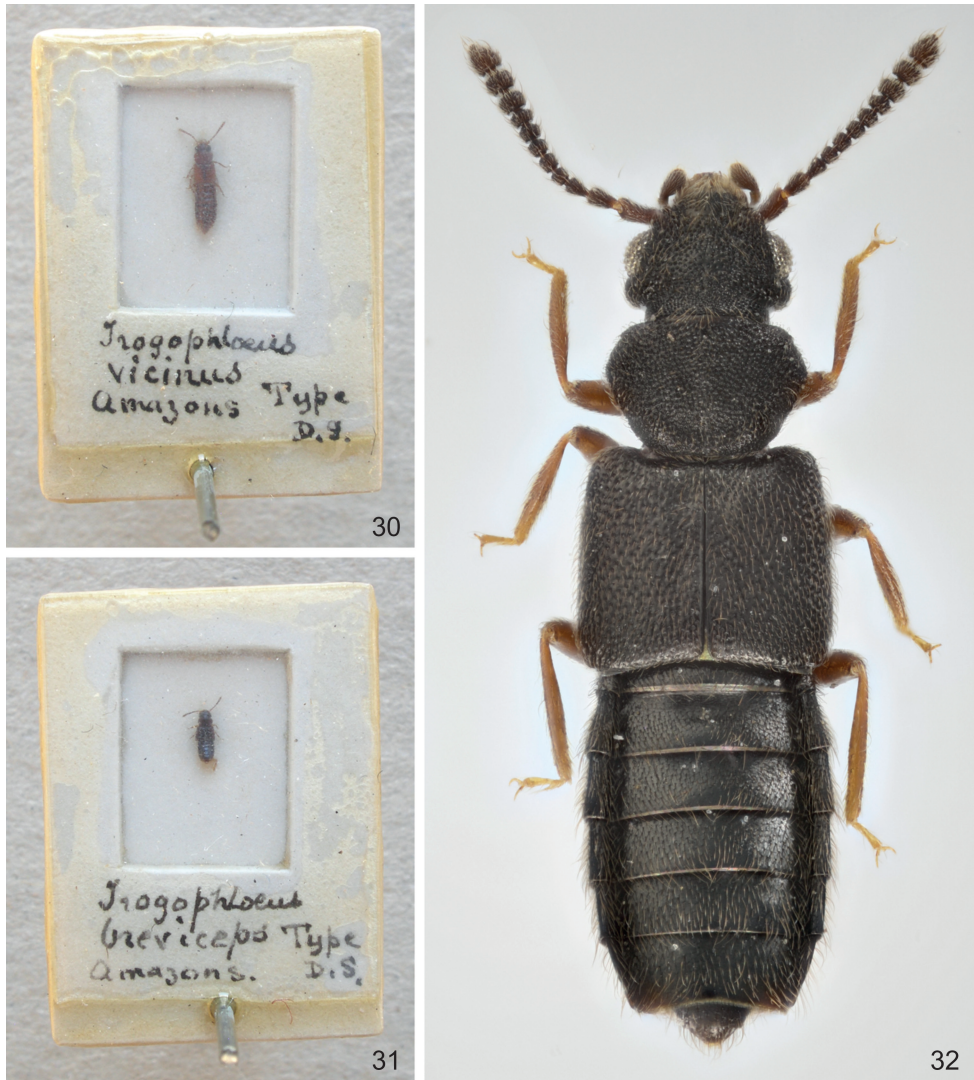 Trogophloeus
vicinus
Amazons Type
D.S.
30
Trogophloeus
breviceps Type
Amazons. D.S.
31
32